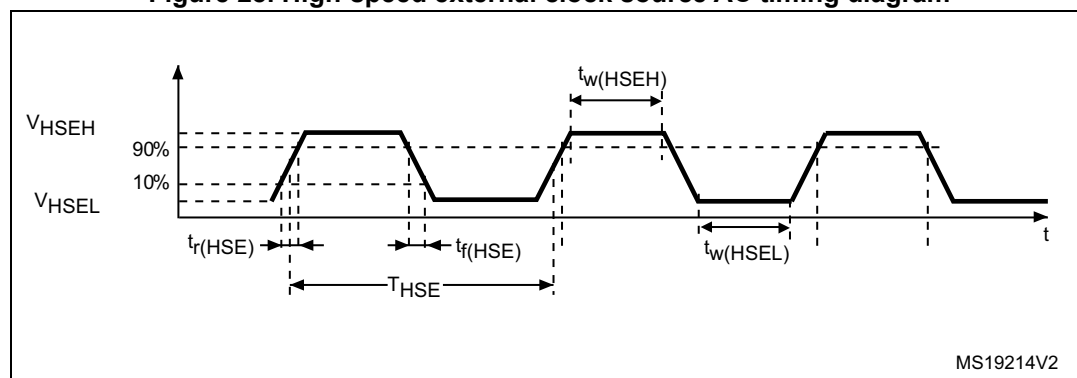 Figure 23. High-speed external clock source AC timing diagram
tw(HSEH)
VHSEH
90%
10%
VHSEL
tr(HSE)
tf(HSE)
tw(HSEL)
t
THSE
MS19214V2